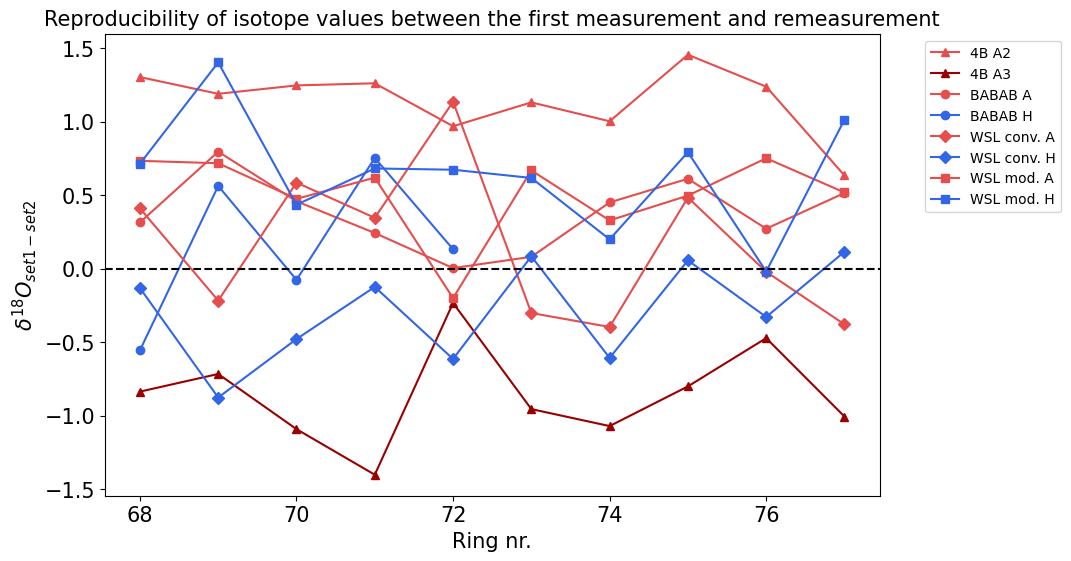 Reproducibility of isotope values between the first measurement and remeasurement
1.5
1.0
0.5
0.0
−0.5
−1.0
−1.5
δ¹⁸O_{set1−set2}
68
70
72
74
76
Ring nr.
4B A2
4B A3
BABAB A
BABAB H
WSL conv. A
WSL conv. H
WSL mod. A
WSL mod. H